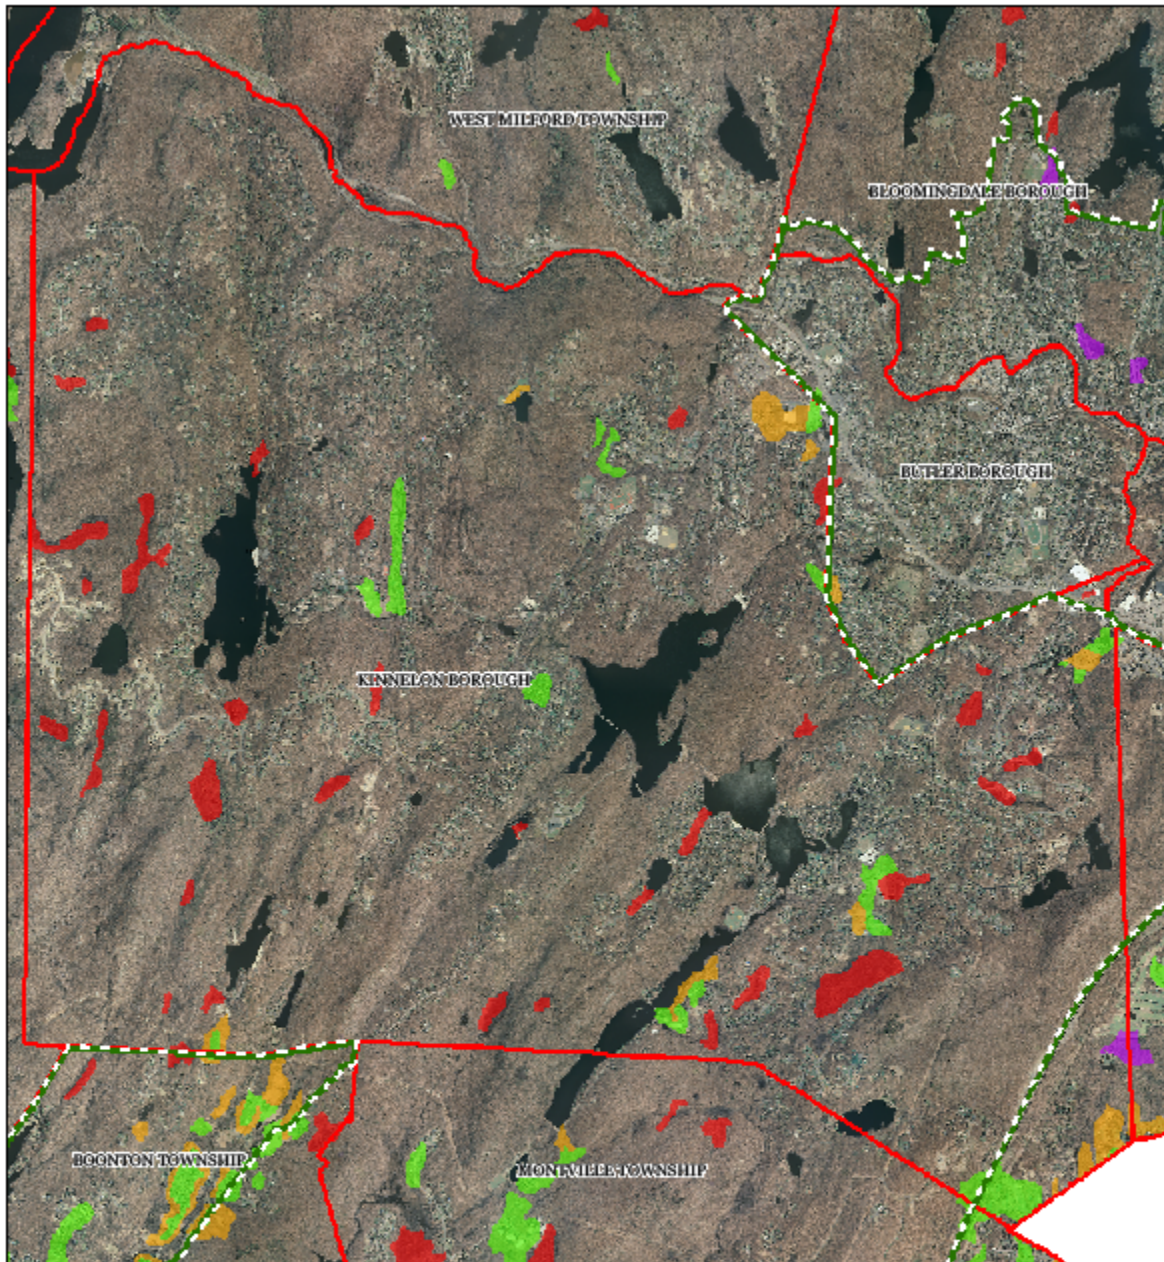 WEST MILFORD TOWNSHIP
BLOOMINGDALE BOROUGH
BUTLER BOROUGH
KINNELON BOROUGH
BOONTON TOWNSHIP
MONTVILLE TOWNSHIP